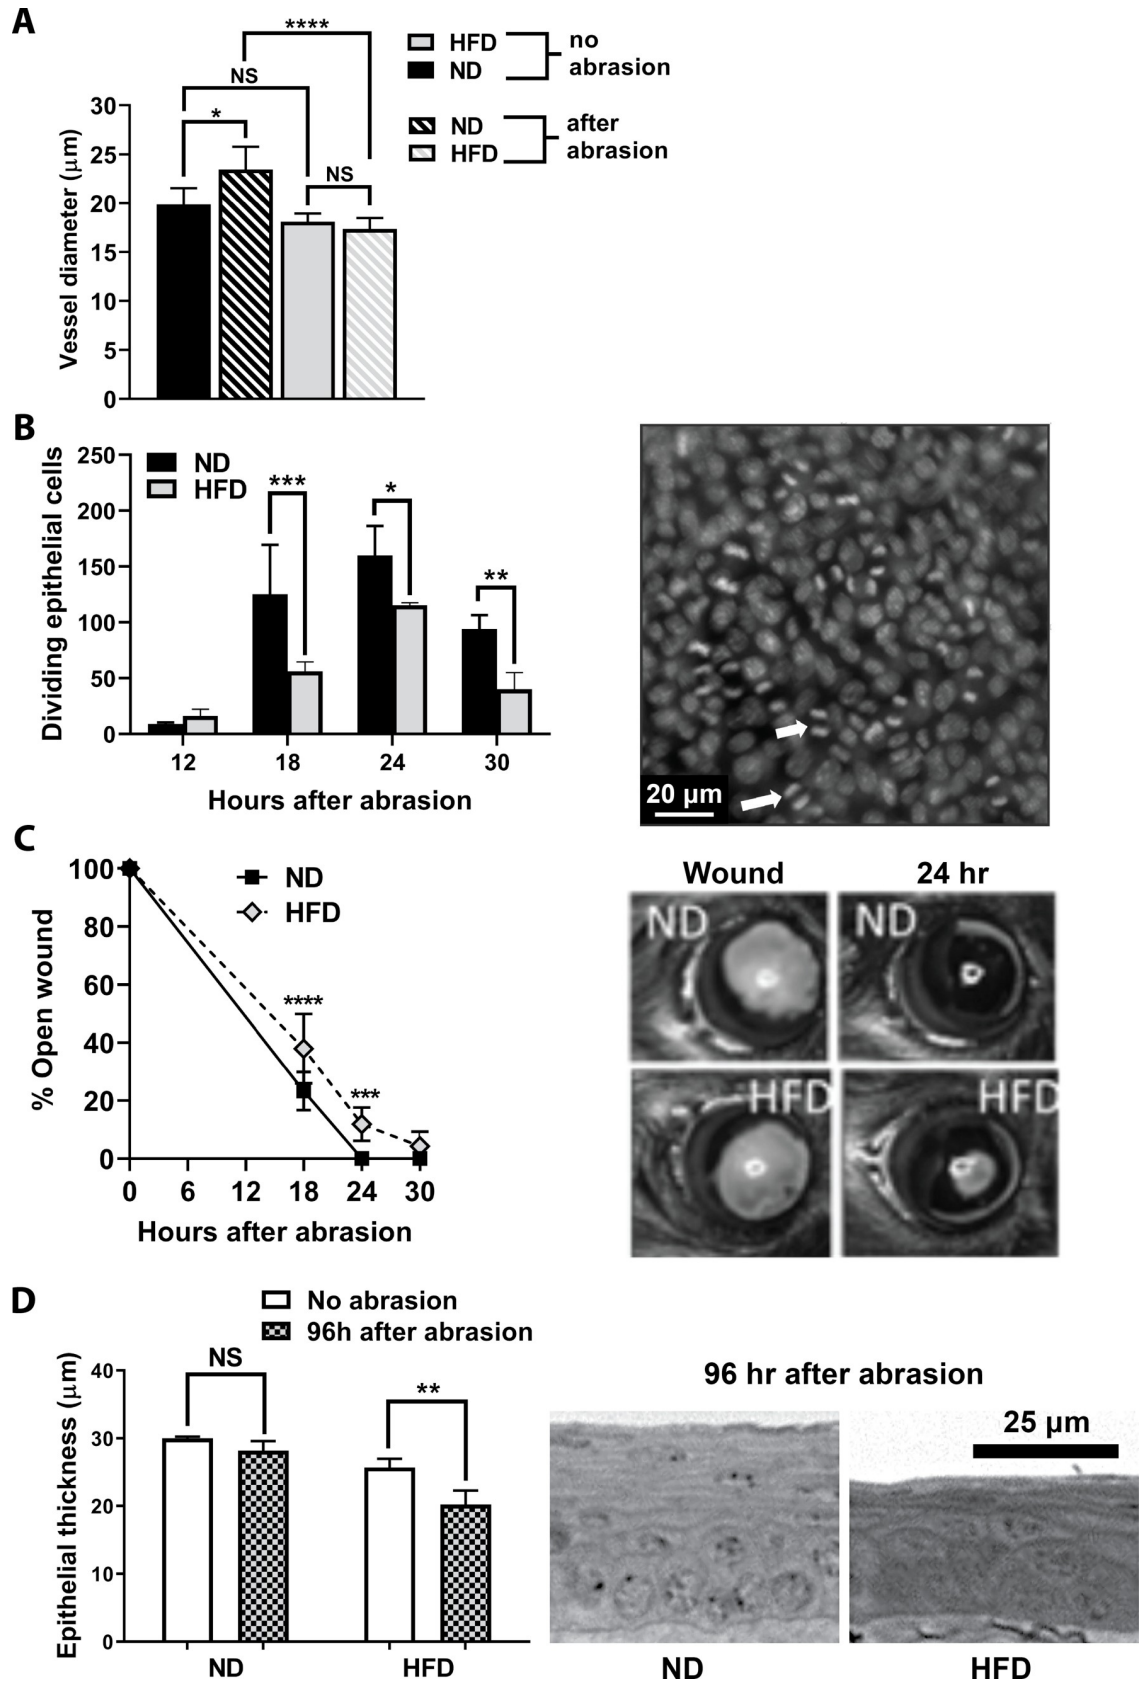 A
****
HFD
ND
no
abrasion
NS
*
ND
HFD
after
abrasion
NS
Vessel diameter (μm)
30
25
20
15
10
5
0
B
ND
HFD
***
*
**
Dividing epithelial cells
250
200
150
100
50
0
12 18 24 30
Hours after abrasion
20 μm
C
ND
HFD
****
***
% Open wound
100
80
60
40
20
0
0 6 12 18 24 30
Hours after abrasion
Wound 24 hr
ND ND
HFD HFD
D
No abrasion
96h after abrasion
NS
**
Epithelial thickness (μm)
40
30
20
10
0
ND HFD
96 hr after abrasion
25 μm
ND HFD